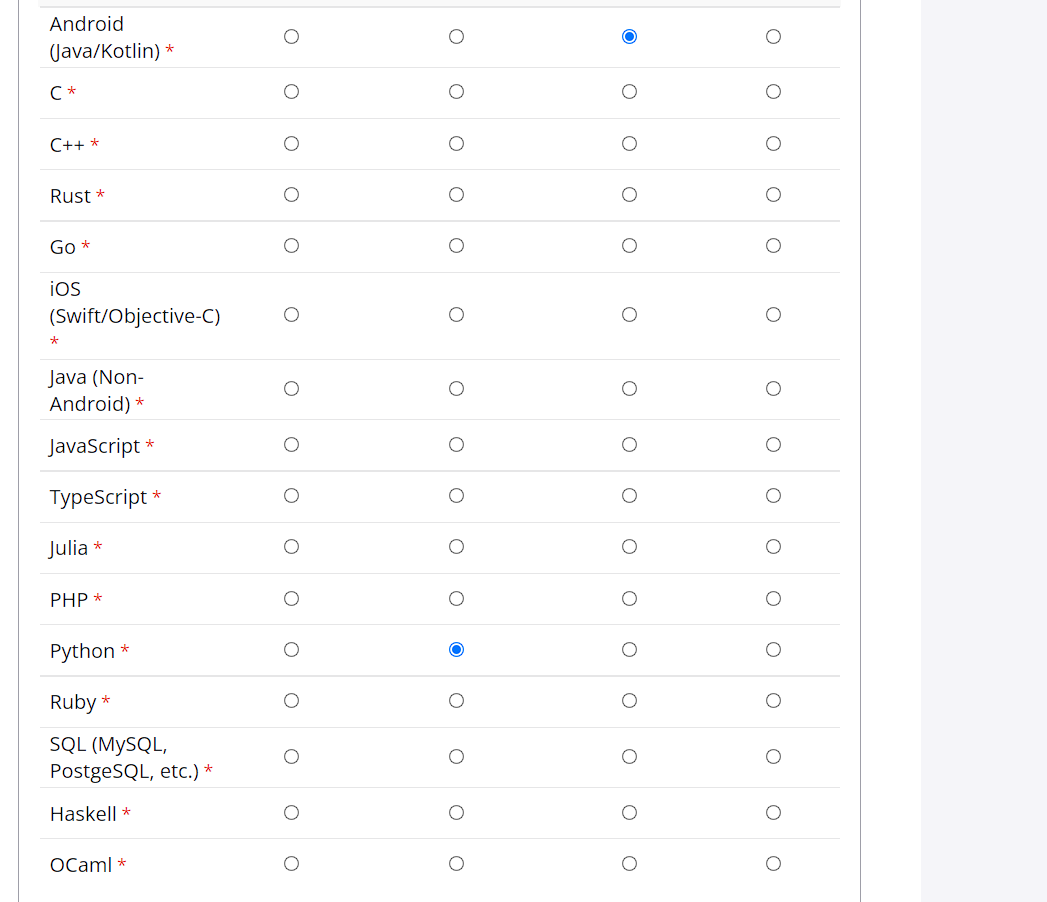 Android
(Java/Kotlin) *
C *
C++ *
Rust *
Go *
iOS
(Swift/Objective-C)
*
Java (Non-
Android) *
JavaScript *
TypeScript *
Julia *
PHP *
Python *
Ruby *
SQL (MySQL,
PostgeSQL, etc.) *
Haskell *
OCaml *